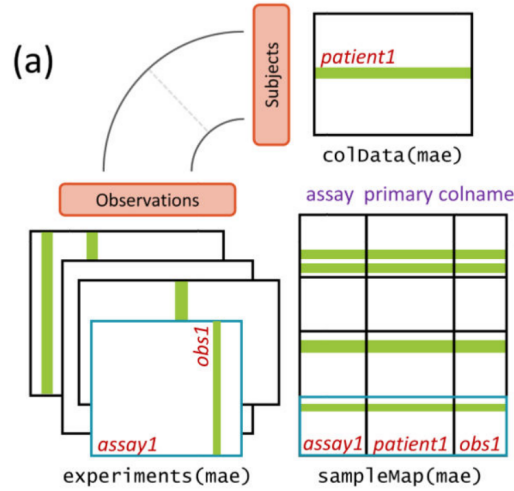 (a)
Subjects
patient1
colData(mae)
Observations
assay primary colname
obs1
assay1
experiments(mae)
assay1 patient1 obs1
sampleMap(mae)